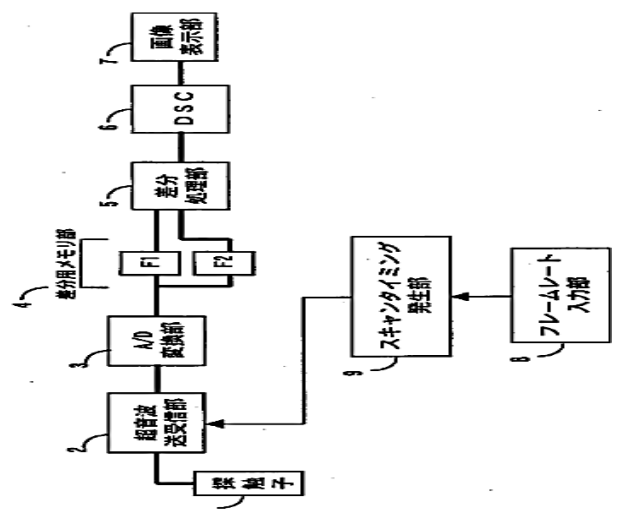 探触子
2
超音波
送受信部
3
A/D
変換部
4
差分用メモリ部
F1
F2
5
差分
処理部
6
DSC
7
画像
表示部
9
スキャンタイミング
発生部
8
フレームレート
入力部